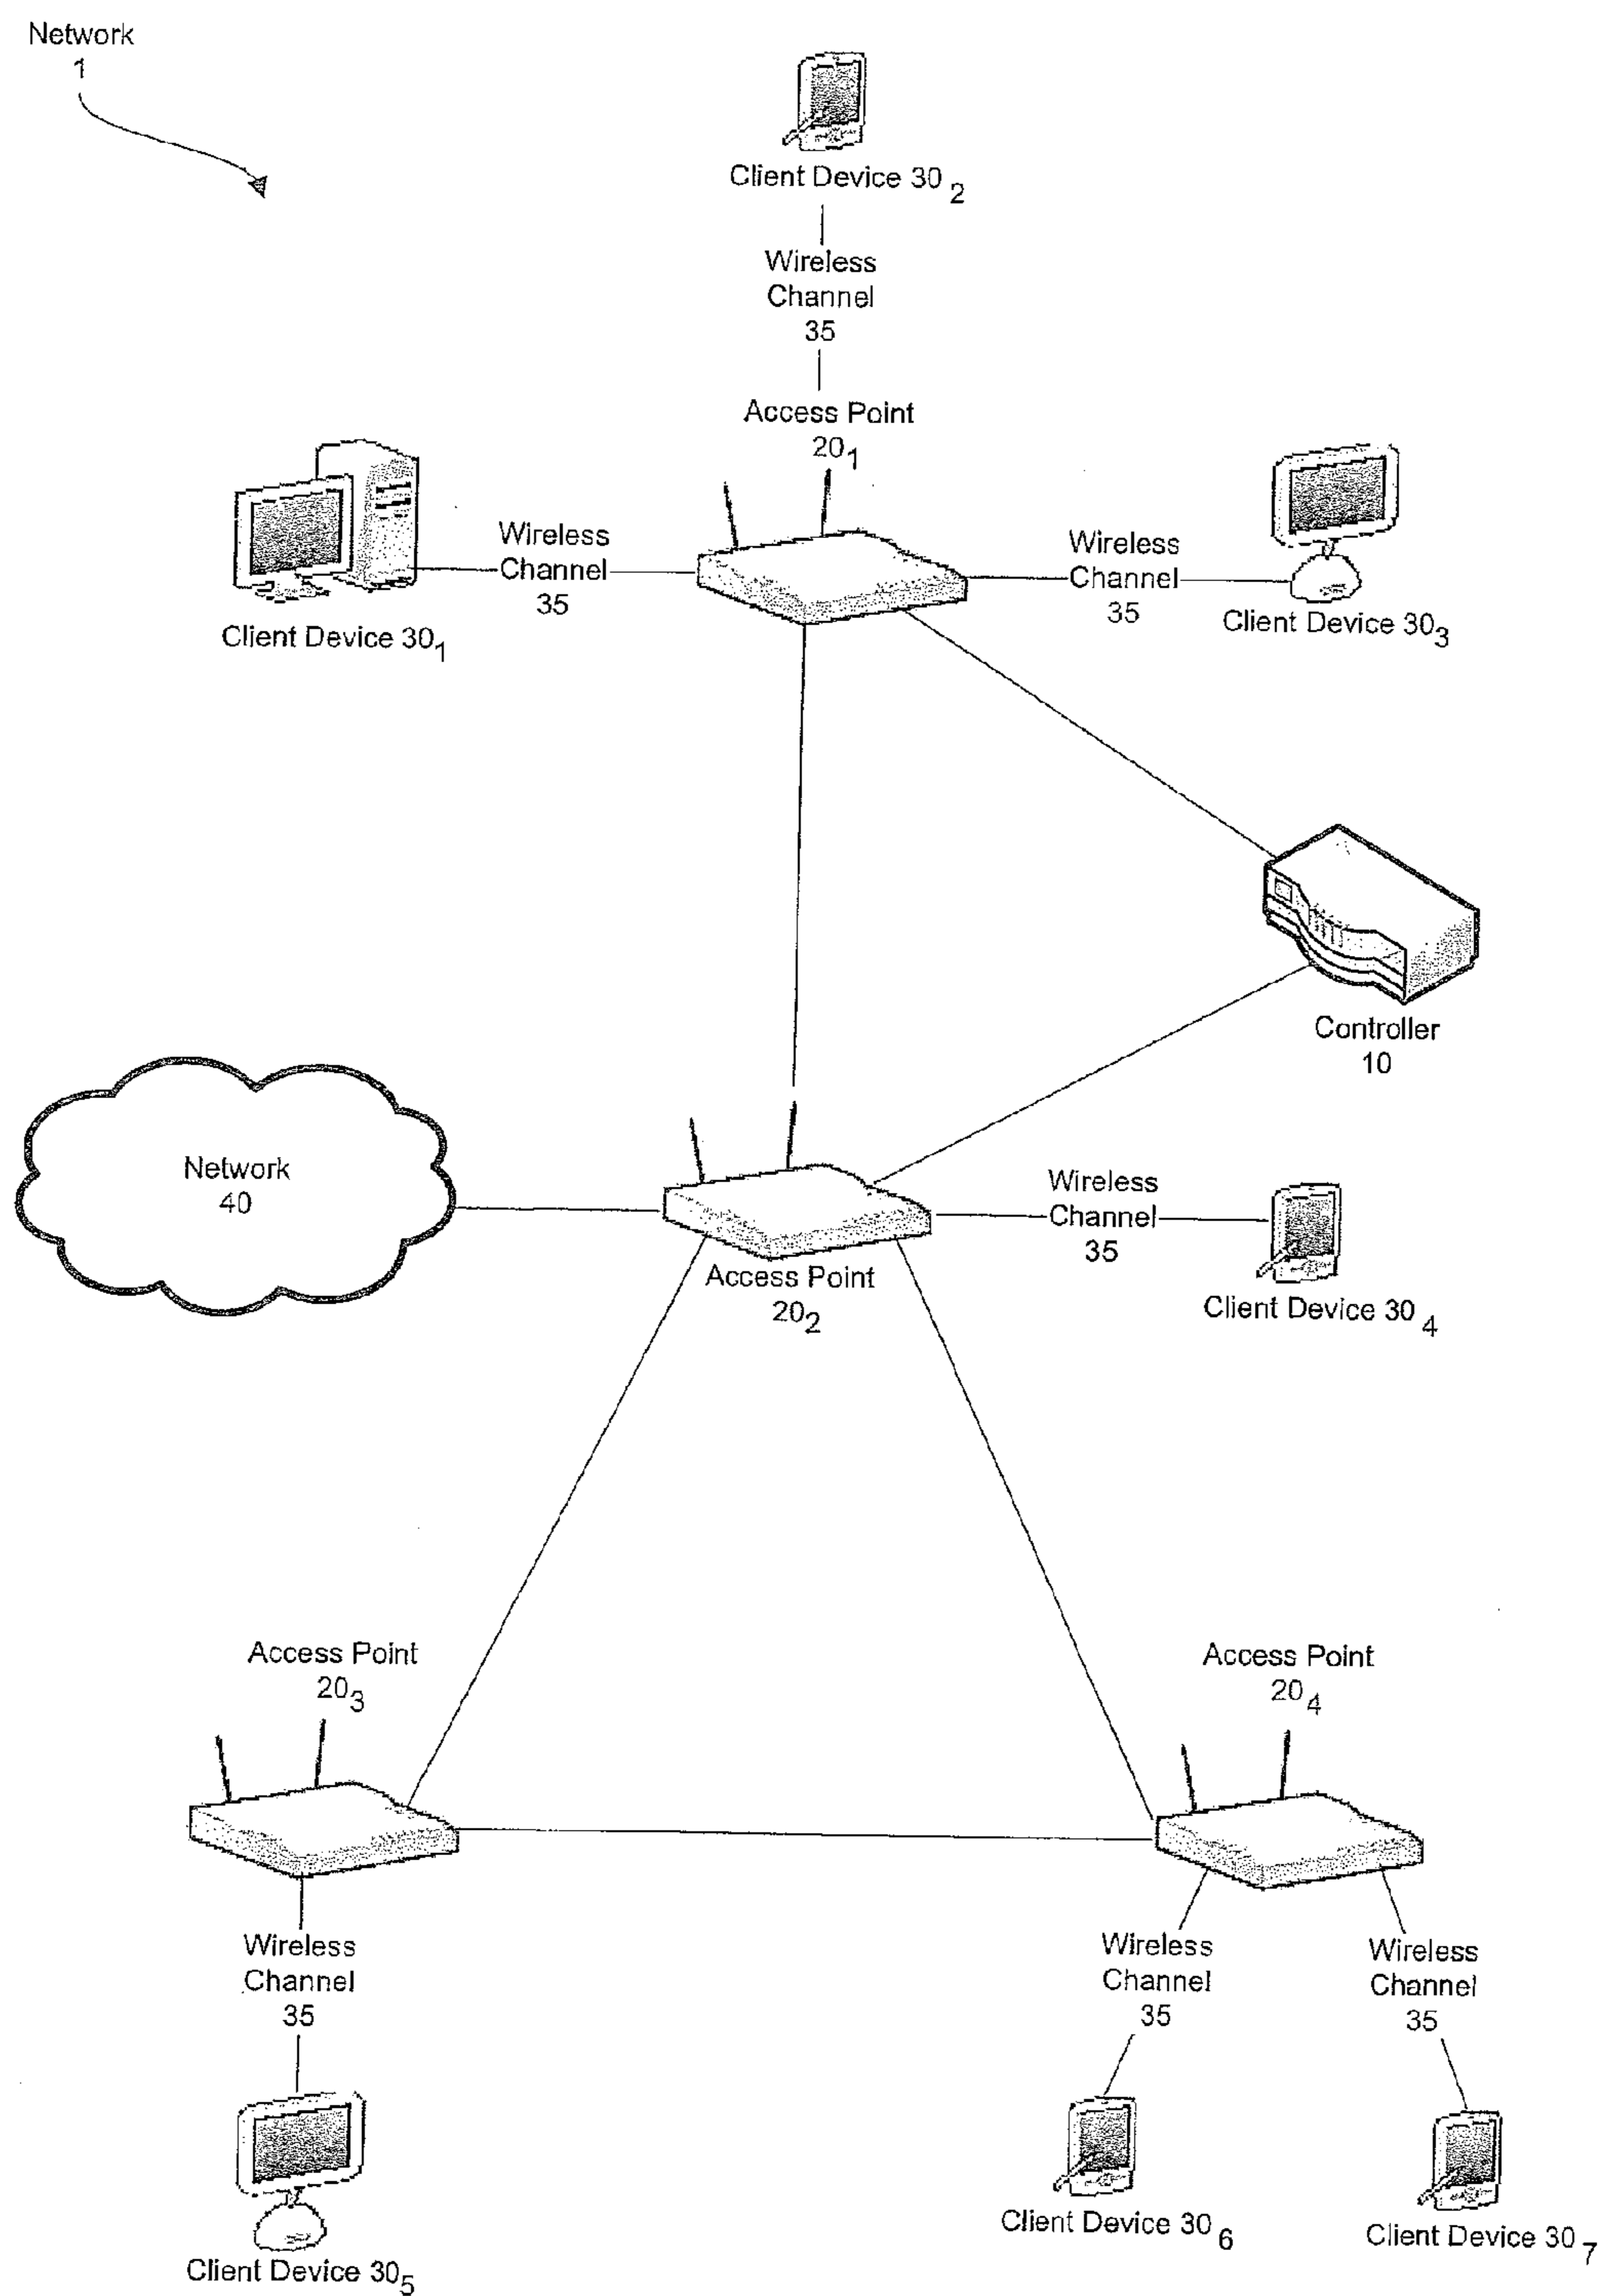 Network
1
Client Device 30 2
Wireless
Channel
35
Access Point
20 1
Wireless
Channel
35
Client Device 30 1
Wireless
Channel
35
Client Device 30 3
Controller
10
Network
40
Access Point
20 2
Wireless
Channel
35
Client Device 30 4
Access Point
20 3
Access Point
20 4
Wireless
Channel
35
Wireless
Channel
35
Wireless
Channel
35
Client Device 30 5
Client Device 30 6
Client Device 30 7